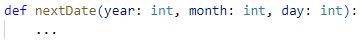 def nextDate(year: int, month: int, day: int):
    ...